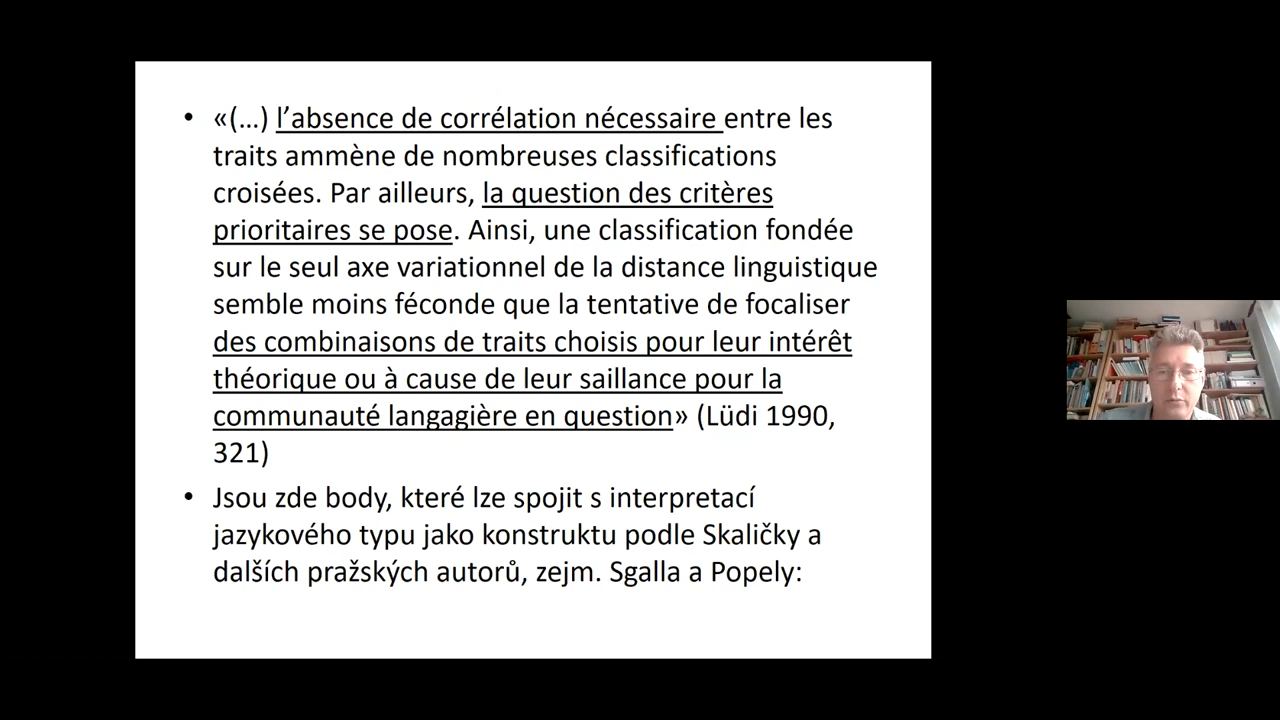 • «(…) l’absence de corrélation nécessaire entre les
traits ammène de nombreuses classifications
croisées. Par ailleurs, la question des critères
prioritaires se pose. Ainsi, une classification fondée
sur le seul axe variationnel de la distance linguistique
semble moins féconde que la tentative de focaliser
des combinaisons de traits choisis pour leur intérêt
théorique ou à cause de leur saillance pour la
communauté langagière en question» (Lüdi 1990,
321)
• Jsou zde body, které lze spojit s interpretací
jazykového typu jako konstruktu podle Skaličky a
dalších pražských autorů, zejm. Sgalla a Popely: